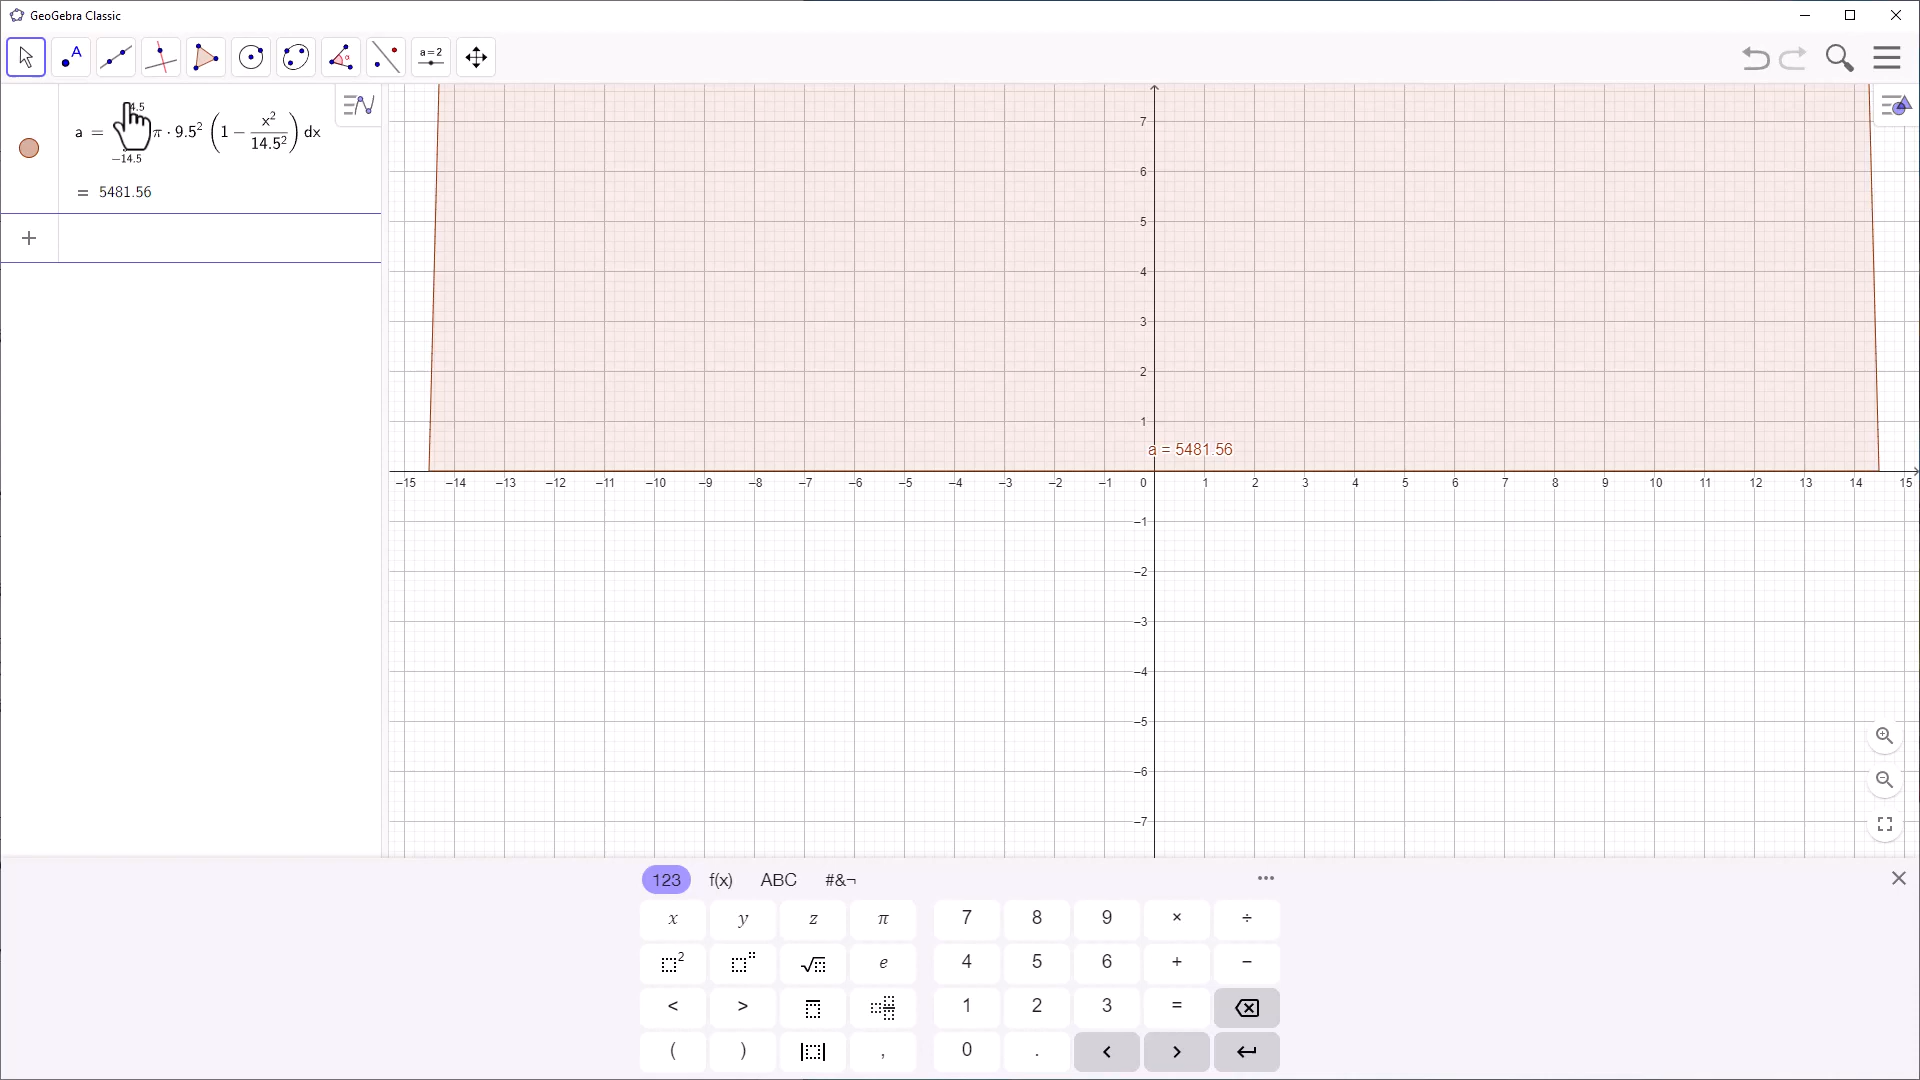 GeoGebra Classic
A
a=2
4.5
a = π · 9.5² (1 − x²/14.5²) dx
−14.5
= 5481.56
+
7
6
5
4
3
2
1
a = 5481.56
−15 −14 −13 −12 −11 −10 −9 −8 −7 −6 −5 −4 −3 −2 −1 0 1 2 3 4 5 6 7 8 9 10 11 12 13 14 15
−1
−2
−3
−4
−5
−6
−7
123 f(x) ABC #&¬ ...
x y z π 7 8 9 × ÷
² √ e 4 5 6 + −
< > 1 2 3 =
( ) | | , 0 . < >